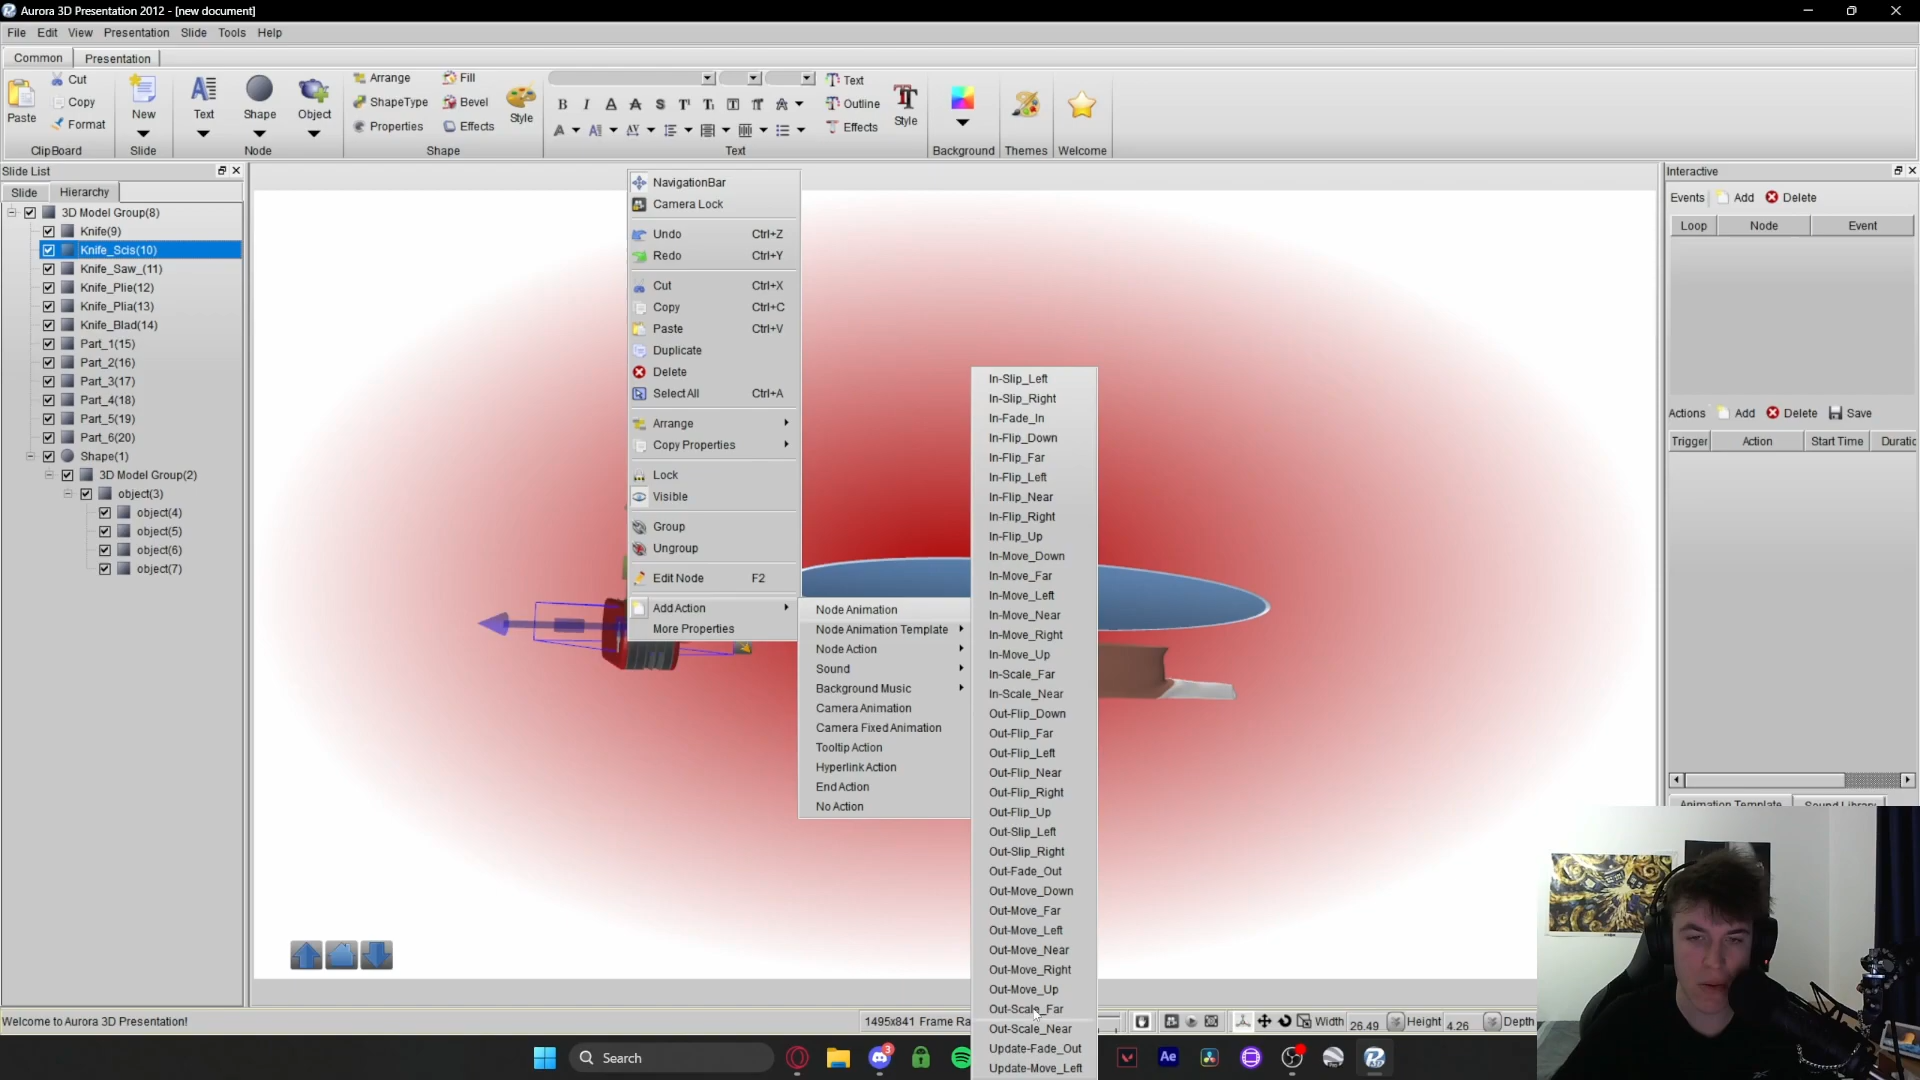 Aurora 3D Presentation 2012 - [new document]
File Edit View Presentation Slide Tools Help
Common Presentation
Paste Cut Copy Format ClipBoard
New Slide
Text Shape Object Node
Arrange ShapeType Properties Fill Bevel Effects Style Shape
Text Outline Effects Style Text
Background Themes Welcome
Slide List
Slide Hierarchy
3D Model Group(8)
Knife(9)
Knife_Scis(10)
Knife_Saw_(11)
Knife_Plie(12)
Knife_Plia(13)
Knife_Blad(14)
Part_1(15)
Part_2(16)
Part_3(17)
Part_4(18)
Part_5(19)
Part_6(20)
Shape(1)
3D Model Group(2)
object(3)
object(4)
object(5)
object(6)
object(7)
NavigationBar
Camera Lock
Undo Ctrl+Z
Redo Ctrl+Y
Cut Ctrl+X
Copy Ctrl+C
Paste Ctrl+V
Duplicate
Delete
Select All Ctrl+A
Arrange
Copy Properties
Lock
Visible
Group
Ungroup
Edit Node F2
Add Action
More Properties
Node Animation
Node Animation Template
Node Action
Sound
Background Music
Camera Animation
Camera Fixed Animation
Tooltip Action
Hyperlink Action
End Action
No Action
In-Slip_Left
In-Slip_Right
In-Fade_In
In-Flip_Down
In-Flip_Far
In-Flip_Left
In-Flip_Near
In-Flip_Right
In-Flip_Up
In-Move_Down
In-Move_Far
In-Move_Left
In-Move_Near
In-Move_Right
In-Move_Up
In-Scale_Far
In-Scale_Near
Out-Flip_Down
Out-Flip_Far
Out-Flip_Left
Out-Flip_Near
Out-Flip_Right
Out-Flip_Up
Out-Slip_Left
Out-Slip_Right
Out-Fade_Out
Out-Move_Down
Out-Move_Far
Out-Move_Left
Out-Move_Near
Out-Move_Right
Out-Move_Up
Out-Scale_Far
Out-Scale_Near
Update-Fade_Out
Update-Move_Left
Interactive
Events Add Delete
Loop Node Event
Actions Add Delete Save
Trigger Action Start Time Duratic
Animation Template Sound Library
Welcome to Aurora 3D Presentation!
1495x841 Frame Ra
Width 26.49 Height 4.26 Depth
Search
3
Ae